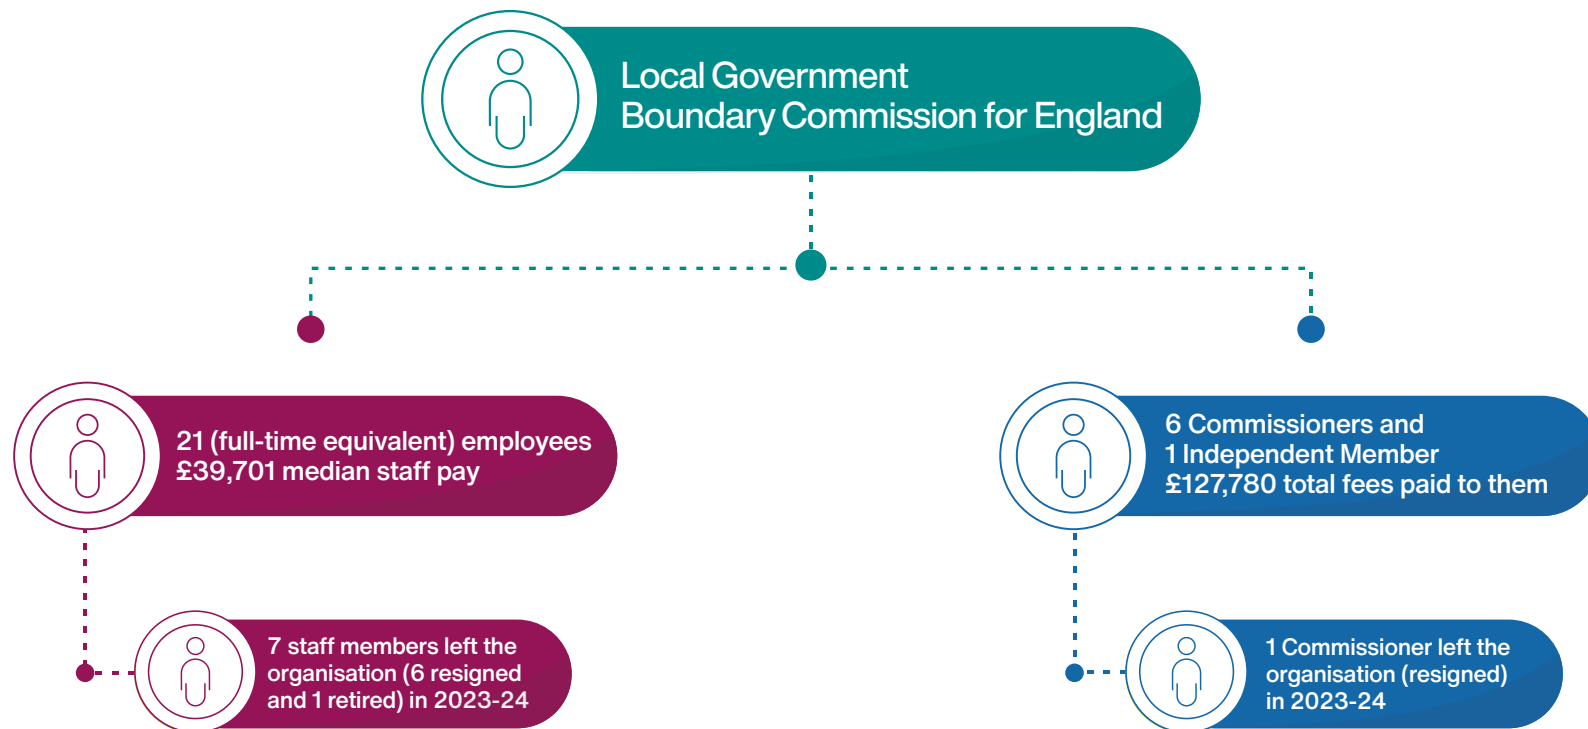 Local Government
Boundary Commission for England
21 (full-time equivalent) employees
£39,701 median staff pay
6 Commissioners and
1 Independent Member
£127,780 total fees paid to them
7 staff members left the
organisation (6 resigned
and 1 retired) in 2023-24
1 Commissioner left the
organisation (resigned)
in 2023-24